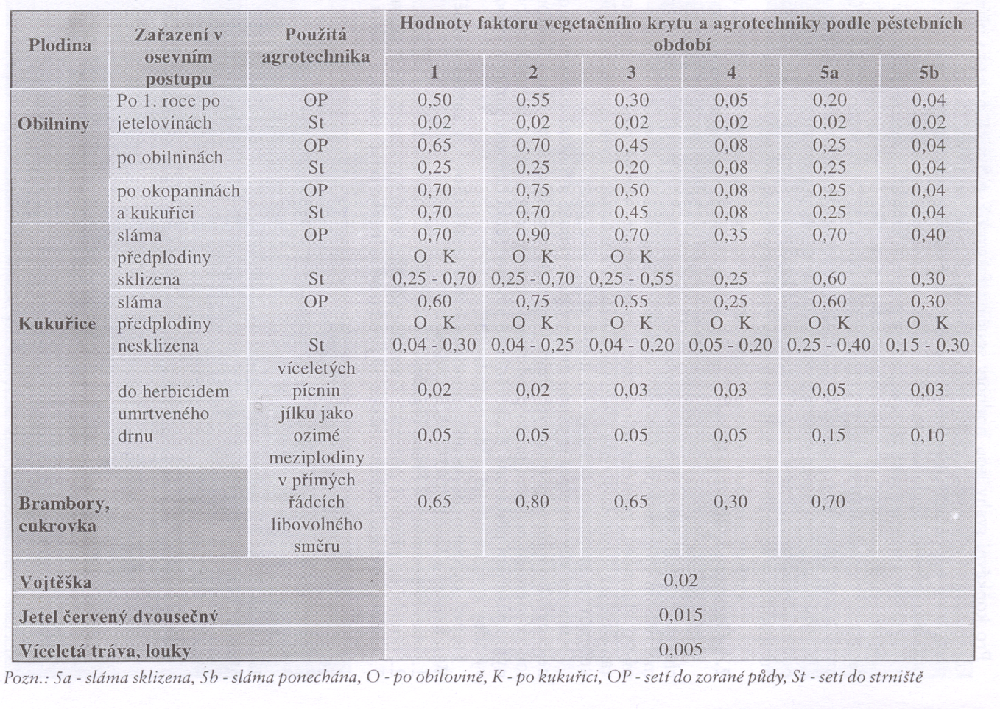 Plodina Zařazení v osevním postupu Použitá agrotechnika Hodnoty faktoru vegetačního krytu a agrotechniky podle pěstebních období
1 2 3 4 5a 5b
Obilniny
Po 1. roce po OP 0,50 0,55 0,30 0,05 0,20 0,04
jetelovinách St 0,02 0,02 0,02 0,02 0,02 0,02
po obilninách OP 0,65 0,70 0,45 0,08 0,25 0,04
St 0,25 0,25 0,20 0,08 0,25 0,04
po okopaninách OP 0,70 0,75 0,50 0,08 0,25 0,04
a kukuřici St 0,70 0,70 0,45 0,08 0,25 0,04
Kukuřice
sláma OP 0,70 0,90 0,70 0,35 0,70 0,40
předplodiny O K O K O K
sklizena St 0,25 - 0,70 0,25 - 0,70 0,25 - 0,55 0,25 0,60 0,30
sláma OP 0,60 0,75 0,55 0,25 0,60 0,30
předplodiny O K O K O K O K O K O K
nesklizena St 0,04 - 0,30 0,04 - 0,25 0,04 - 0,20 0,05 - 0,20 0,25 - 0,40 0,15 - 0,30
víceletých
do herbicidem pícnin 0,02 0,02 0,03 0,03 0,05 0,03
umrtveného jílku jako
drnu ozimé 0,05 0,05 0,05 0,05 0,15 0,10
meziplodiny
v přímých
Brambory, řádcích 0,65 0,80 0,65 0,30 0,70
cukrovka libovolného
směru
Vojtěška 0,02
Jetel červený dvousečný 0,015
Víceletá tráva, louky 0,005
Pozn.: 5a - sláma sklizena, 5b - sláma ponechána, O - po obilovině, K - po kukuřici, OP - setí do zorané půdy, St - setí do strniště